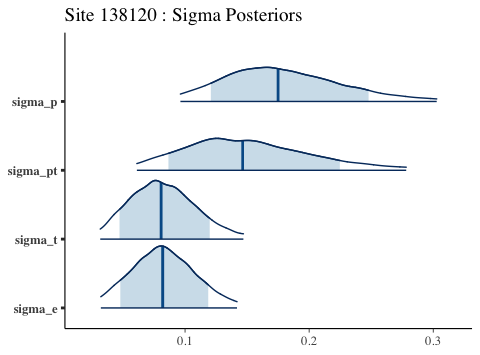 Site 138120 : Sigma Posteriors
sigma_p
sigma_pt
sigma_t
sigma_e
0.1 0.2 0.3